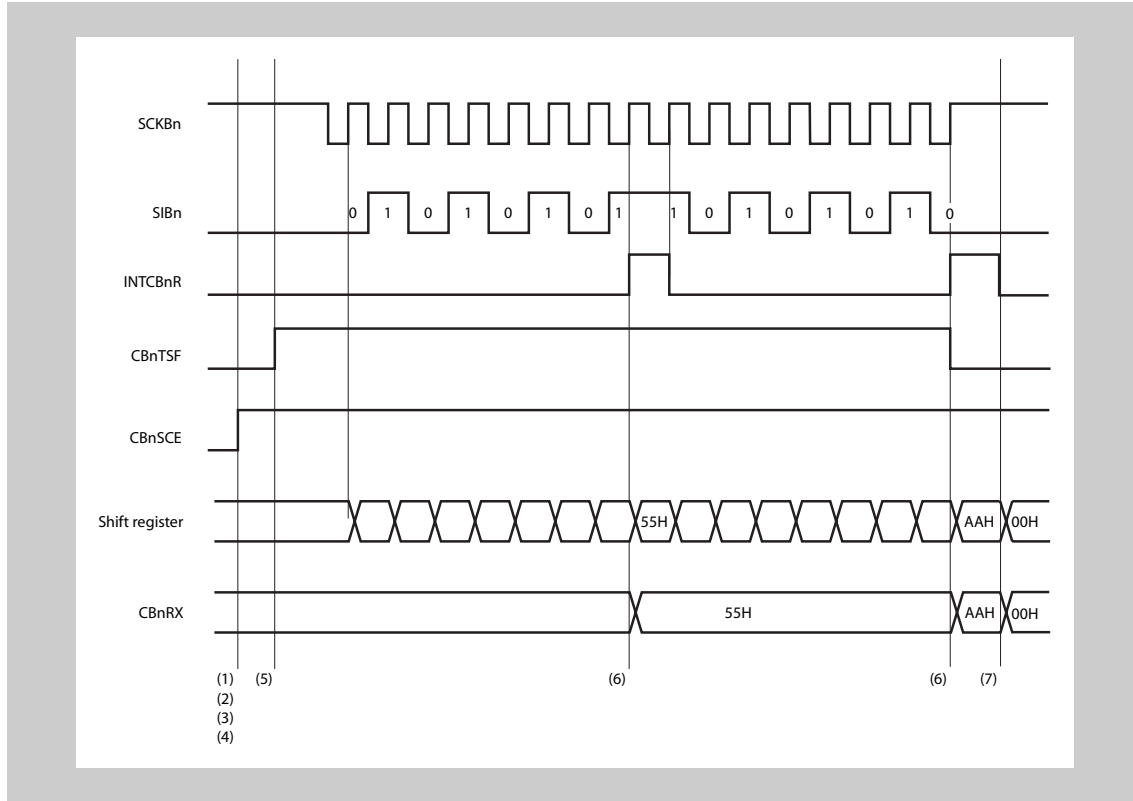 SCKBn
SIBn
0 1 0 1 0 1 0 1 1 0 1 0 1 0 1 0
INTCBnR
CBnTSF
CBnSCE
Shift register
55H AAH 00H
CBnRX
55H AAH 00H
(1) (5) (6) (6) (7)
(2)
(3)
(4)